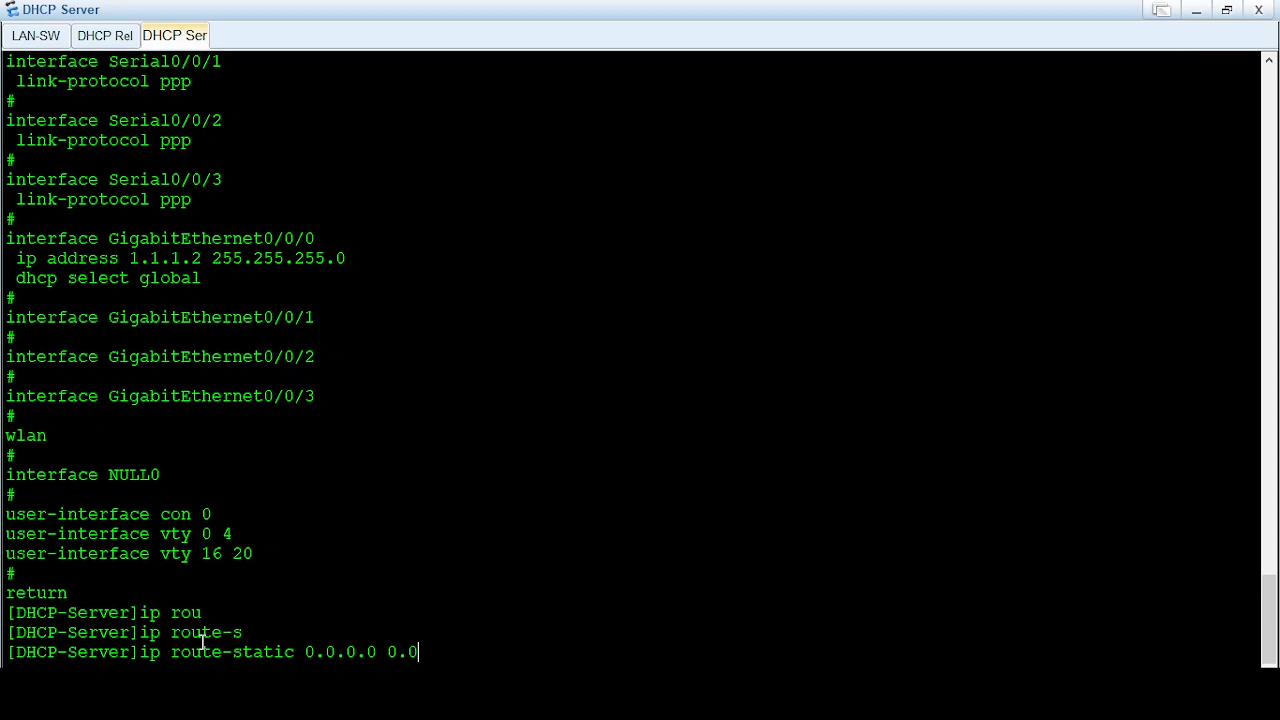 DHCP Server
LAN-SW DHCP Rel DHCP Ser
interface Serial0/0/1
 link-protocol ppp
#
interface Serial0/0/2
 link-protocol ppp
#
interface Serial0/0/3
 link-protocol ppp
#
interface GigabitEthernet0/0/0
 ip address 1.1.1.2 255.255.255.0
 dhcp select global
#
interface GigabitEthernet0/0/1
#
interface GigabitEthernet0/0/2
#
interface GigabitEthernet0/0/3
#
wlan
#
interface NULL0
#
user-interface con 0
user-interface vty 0 4
user-interface vty 16 20
#
return
[DHCP-Server]ip rou
[DHCP-Server]ip route-s
[DHCP-Server]ip route-static 0.0.0.0 0.0